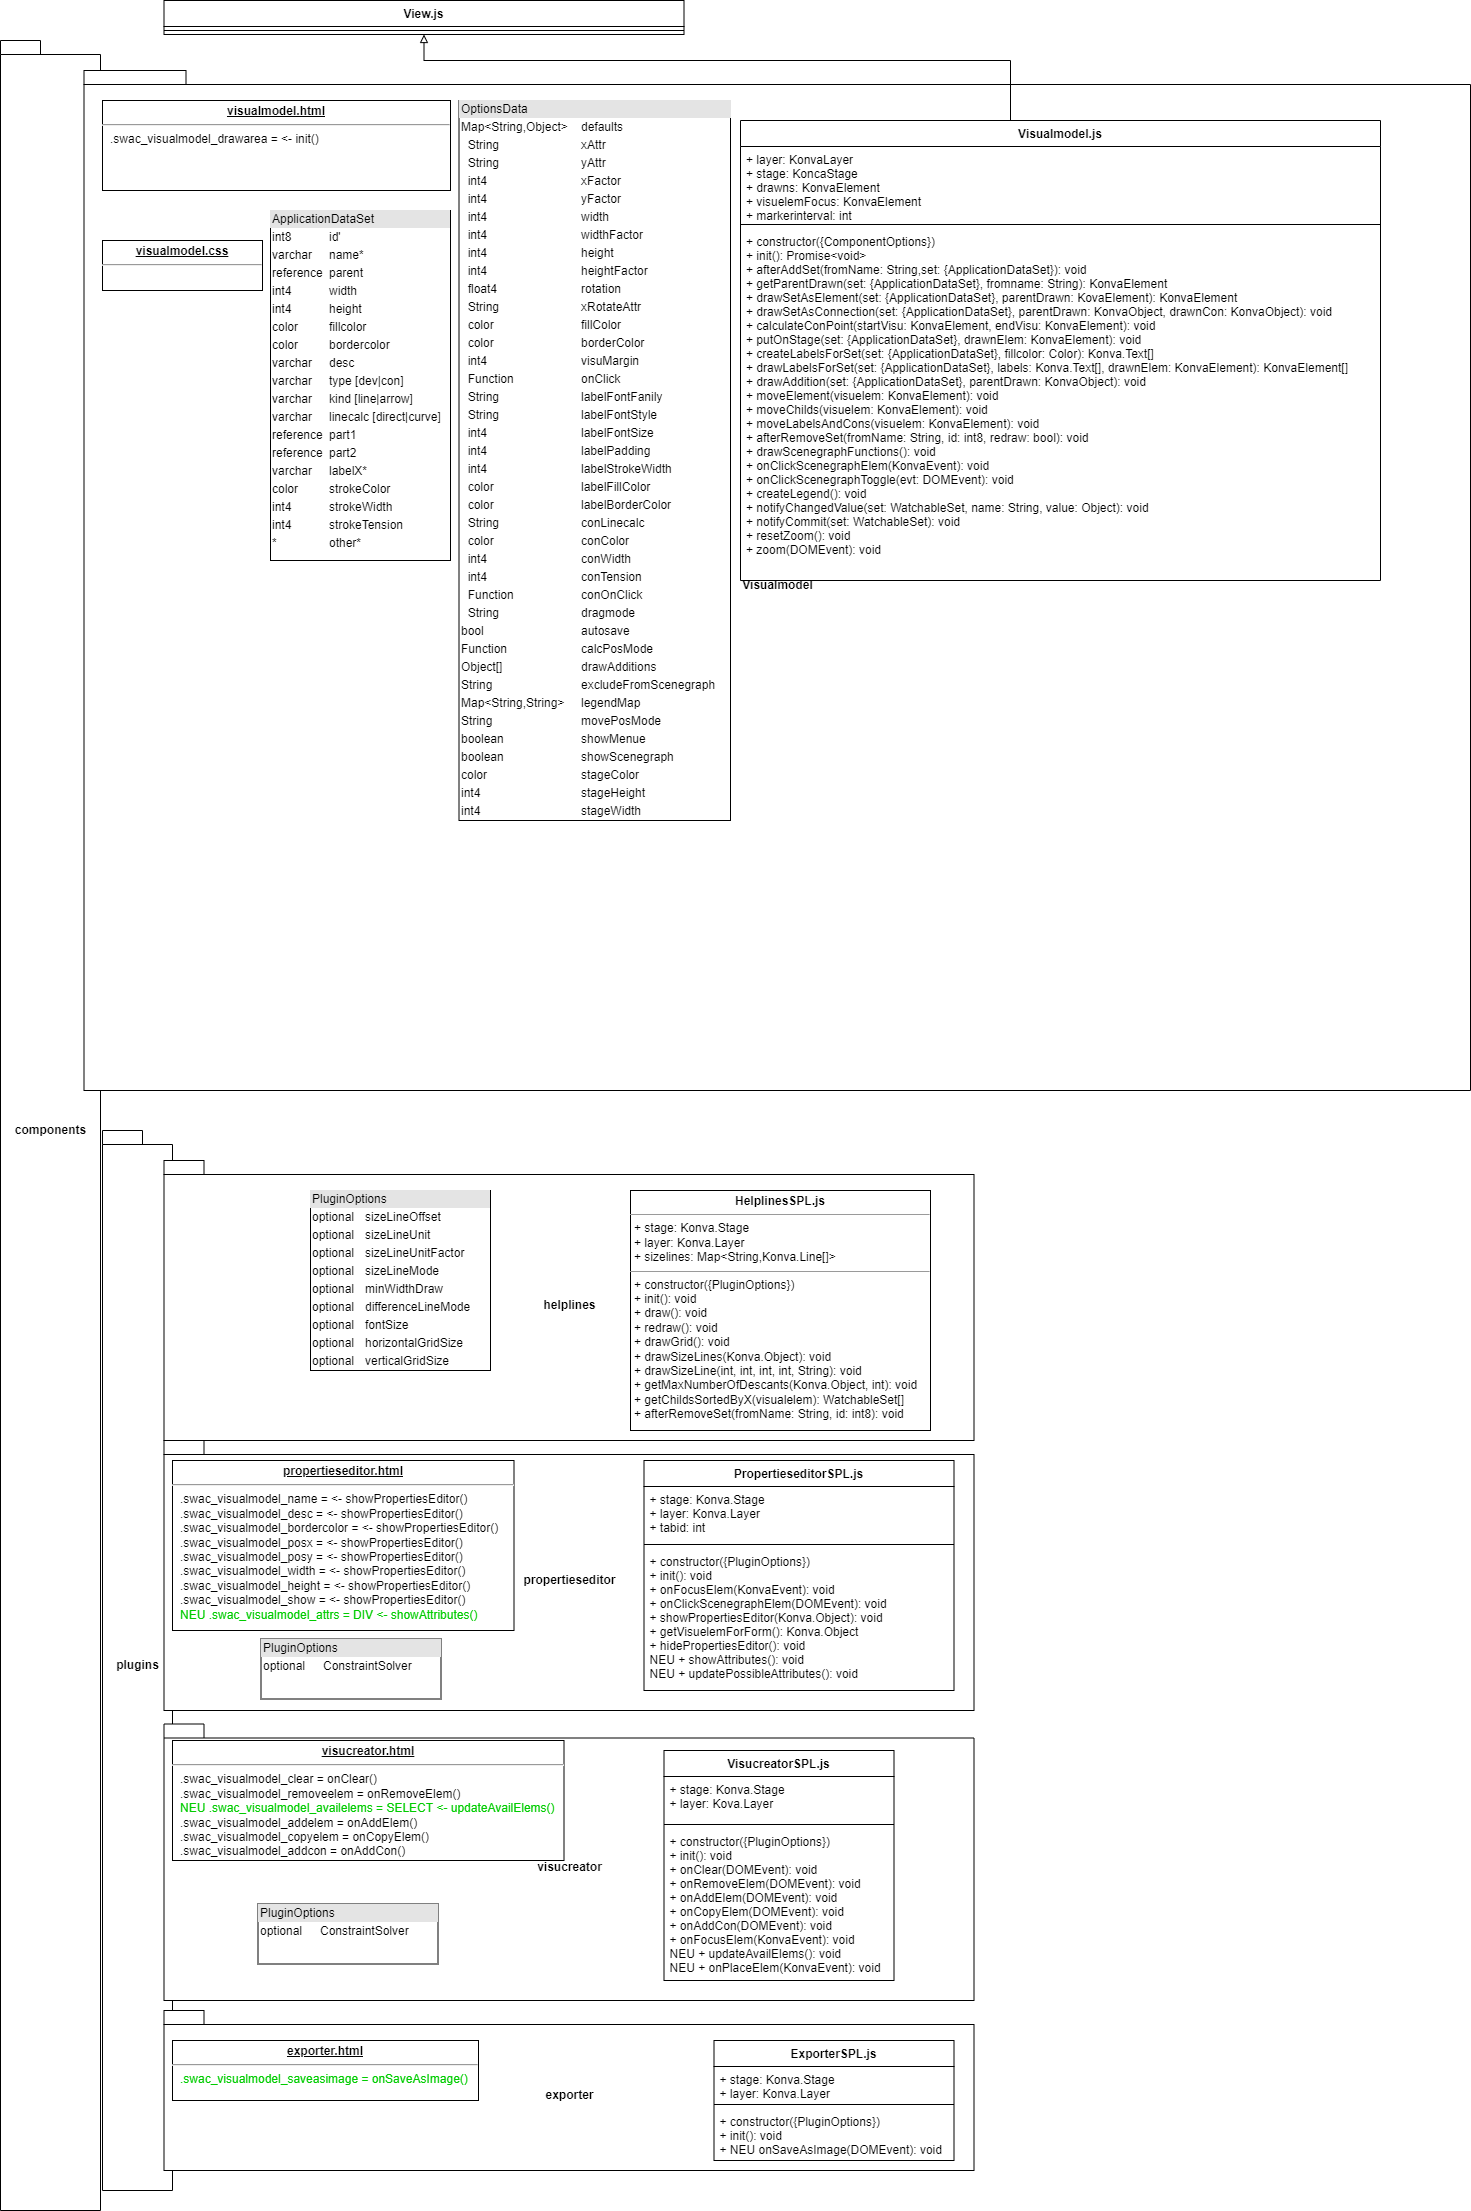 View.js
visualmodel.html
.swac_visualmodel_drawarea = <- init()
visualmodel.css
ApplicationDataSet
int8 id'
varchar name*
reference parent
int4 width
int4 height
color fillcolor
color bordercolor
varchar desc
varchar type [dev|con]
varchar kind [line|arrow]
varchar linecalc [direct|curve]
reference part1
reference part2
varchar labelX*
color strokeColor
int4 strokeWidth
int4 strokeTension
* other*
OptionsData
Map<String,Object> defaults
String xAttr
String yAttr
int4 xFactor
int4 yFactor
int4 width
int4 widthFactor
int4 height
int4 heightFactor
float4 rotation
String xRotateAttr
color fillColor
color borderColor
int4 visuMargin
Function onClick
String labelFontFanily
String labelFontStyle
int4 labelFontSize
int4 labelPadding
int4 labelStrokeWidth
color labelFillColor
color labelBorderColor
String conLinecalc
color conColor
int4 conWidth
int4 conTension
Function conOnClick
String dragmode
bool autosave
Function calcPosMode
Object[] drawAdditions
String excludeFromScenegraph
Map<String,String> legendMap
String movePosMode
boolean showMenue
boolean showScenegraph
color stageColor
int4 stageHeight
int4 stageWidth
Visualmodel.js
+ layer: KonvaLayer
+ stage: KoncaStage
+ drawns: KonvaElement
+ visuelemFocus: KonvaElement
+ markerinterval: int
+ constructor({ComponentOptions})
+ init(): Promise<void>
+ afterAddSet(fromName: String,set: {ApplicationDataSet}): void
+ getParentDrawn(set: {ApplicationDataSet}, fromname: String): KonvaElement
+ drawSetAsElement(set: {ApplicationDataSet}, parentDrawn: KovaElement): KonvaElement
+ drawSetAsConnection(set: {ApplicationDataSet}, parentDrawn: KonvaObject, drawnCon: KonvaObject): void
+ calculateConPoint(startVisu: KonvaElement, endVisu: KonvaElement): void
+ putOnStage(set: {ApplicationDataSet}, drawnElem: KonvaElement): void
+ createLabelsForSet(set: {ApplicationDataSet}, fillcolor: Color): Konva.Text[]
+ drawLabelsForSet(set: {ApplicationDataSet}, labels: Konva.Text[], drawnElem: KonvaElement): KonvaElement[]
+ drawAddition(set: {ApplicationDataSet}, parentDrawn: KonvaObject): void
+ moveElement(visuelem: KonvaElement): void
+ moveChilds(visuelem: KonvaElement): void
+ moveLabelsAndCons(visuelem: KonvaElement): void
+ afterRemoveSet(fromName: String, id: int8, redraw: bool): void
+ drawScenegraphFunctions(): void
+ onClickScenegraphElem(KonvaEvent): void
+ onClickScenegraphToggle(evt: DOMEvent): void
+ createLegend(): void
+ notifyChangedValue(set: WatchableSet, name: String, value: Object): void
+ notifyCommit(set: WatchableSet): void
+ resetZoom(): void
+ zoom(DOMEvent): void
Visualmodel
components
PluginOptions
optional sizeLineOffset
optional sizeLineUnit
optional sizeLineUnitFactor
optional sizeLineMode
optional minWidthDraw
optional differenceLineMode
optional fontSize
optional horizontalGridSize
optional verticalGridSize
helplines
HelplinesSPL.js
+ stage: Konva.Stage
+ layer: Konva.Layer
+ sizelines: Map<String,Konva.Line[]>
+ constructor({PluginOptions})
+ init(): void
+ draw(): void
+ redraw(): void
+ drawGrid(): void
+ drawSizeLines(Konva.Object): void
+ drawSizeLine(int, int, int, int, String): void
+ getMaxNumberOfDescants(Konva.Object, int): void
+ getChildsSortedByX(visualelem): WatchableSet[]
+ afterRemoveSet(fromName: String, id: int8): void
propertieseditor.html
.swac_visualmodel_name = <- showPropertiesEditor()
.swac_visualmodel_desc = <- showPropertiesEditor()
.swac_visualmodel_bordercolor = <- showPropertiesEditor()
.swac_visualmodel_posx = <- showPropertiesEditor()
.swac_visualmodel_posy = <- showPropertiesEditor()
.swac_visualmodel_width = <- showPropertiesEditor()
.swac_visualmodel_height = <- showPropertiesEditor()
.swac_visualmodel_show = <- showPropertiesEditor()
NEU .swac_visualmodel_attrs = DIV <- showAttributes()
PluginOptions
optional ConstraintSolver
propertieseditor
PropertieseditorSPL.js
+ stage: Konva.Stage
+ layer: Konva.Layer
+ tabid: int
+ constructor({PluginOptions})
+ init(): void
+ onFocusElem(KonvaEvent): void
+ onClickScenegraphElem(DOMEvent): void
+ showPropertiesEditor(Konva.Object): void
+ getVisuelemForForm(): Konva.Object
+ hidePropertiesEditor(): void
NEU + showAttributes(): void
NEU + updatePossibleAttributes(): void
plugins
visucreator.html
.swac_visualmodel_clear = onClear()
.swac_visualmodel_removeelem = onRemoveElem()
NEU .swac_visualmodel_availelems = SELECT <- updateAvailElems()
.swac_visualmodel_addelem = onAddElem()
.swac_visualmodel_copyelem = onCopyElem()
.swac_visualmodel_addcon = onAddCon()
visucreator
PluginOptions
optional ConstraintSolver
VisucreatorSPL.js
+ stage: Konva.Stage
+ layer: Kova.Layer
+ constructor({PluginOptions})
+ init(): void
+ onClear(DOMEvent): void
+ onRemoveElem(DOMEvent): void
+ onAddElem(DOMEvent): void
+ onCopyElem(DOMEvent): void
+ onAddCon(DOMEvent): void
+ onFocusElem(KonvaEvent): void
NEU + updateAvailElems(): void
NEU + onPlaceElem(KonvaEvent): void
exporter.html
.swac_visualmodel_saveasimage = onSaveAsImage()
exporter
ExporterSPL.js
+ stage: Konva.Stage
+ layer: Konva.Layer
+ constructor({PluginOptions})
+ init(): void
+ NEU onSaveAsImage(DOMEvent): void